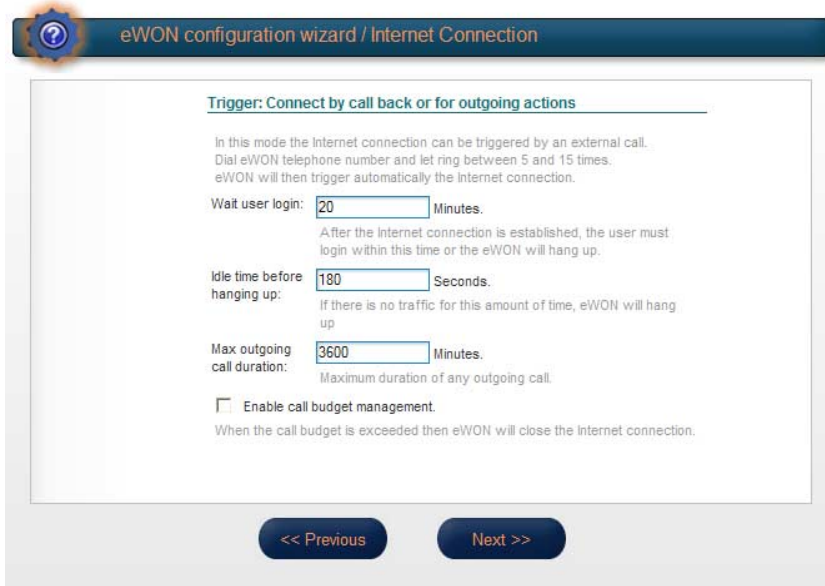 eWON configuration wizard / Internet Connection
Trigger: Connect by call back or for outgoing actions
In this mode the Internet connection can be triggered by an external call.
Dial eWON telephone number and let ring between 5 and 15 times.
eWON will then trigger automatically the Internet connection.
Wait user login: 20 Minutes.
After the Internet connection is established, the user must
login within this time or the eWON will hang up.
Idle time before
hanging up: 180 Seconds.
If there is no traffic for this amount of time, eWON will hang
up
Max outgoing
call duration: 3600 Minutes.
Maximum duration of any outgoing call.
Enable call budget management.
When the call budget is exceeded then eWON will close the Internet connection.
<< Previous Next >>